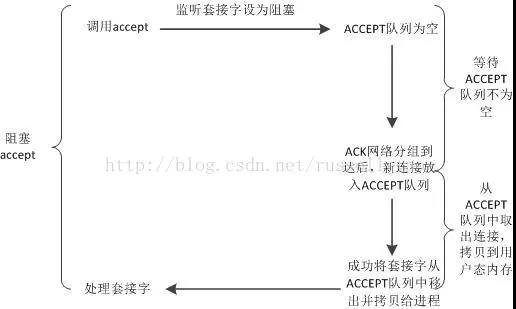 监听套接字设为阻塞
调用accept
ACCEPT队列为空
等待
ACCEPT
队列不为
空
阻塞
accept
ACK网络分组到
达后，新连接放
入ACCEPT队列
http://blog.csdn.net/rus
从
ACCEPT
队列中取
出连接，
拷贝到用
户态内存
处理套接字
成功将套接字从
ACCEPT队列中移
出并拷贝给进程